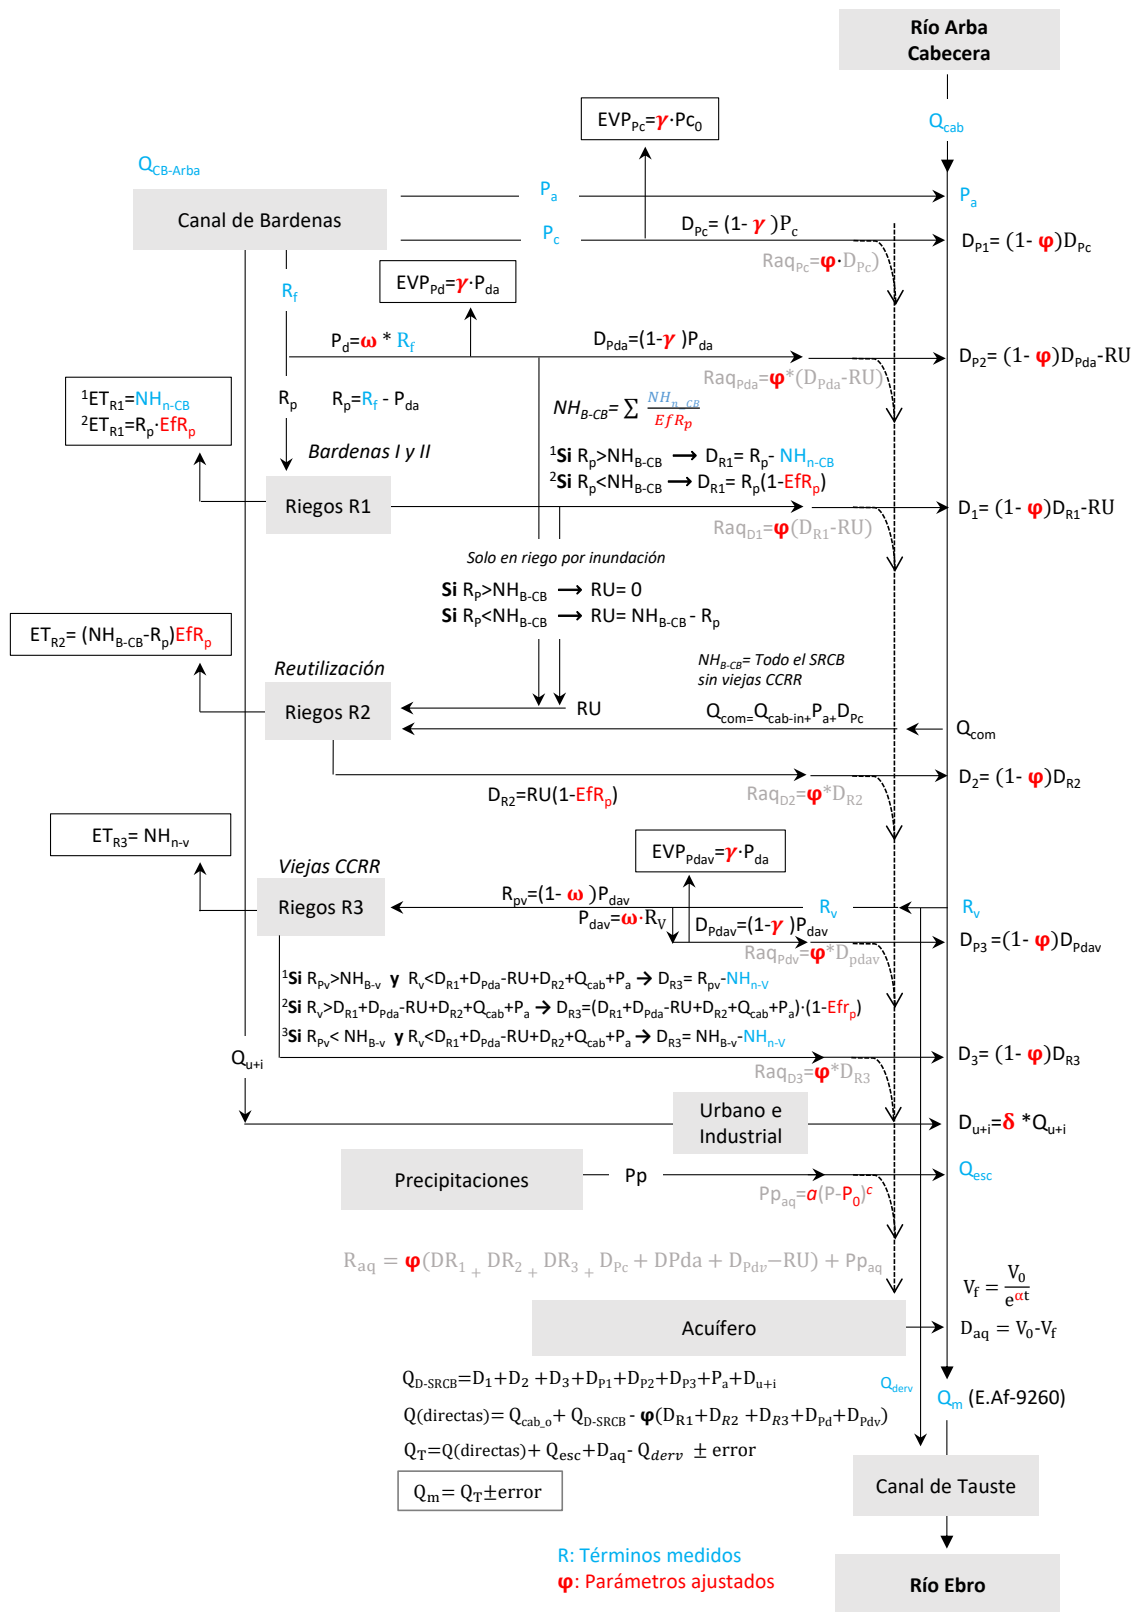 Río Arba
Cabecera
Q_cab
EVP_Pc=γ·Pc_0
Q_CB-Arba
Canal de Bardenas
P_a
P_a
P_c
D_Pc= (1- γ )P_c
D_P1= (1- φ)D_Pc
Raq_Pc=φ·D_Pc)
R_f
EVP_Pd=γ·P_da
P_d=ω * R_f
D_Pda=(1-γ )P_da
D_P2= (1- φ)D_Pda-RU
Raq_Pda=φ*(D_Pda-RU)
¹ET_R1=NH_n-CB
²ET_R1=R_p·EfR_p
R_p
R_p=R_f - P_da
NH_B-CB= ∑ NH_n_CB / EfR_p
Bardenas I y II
¹Si R_p>NH_B-CB → D_R1= R_p- NH_n-CB
²Si R_p<NH_B-CB → D_R1= R_p(1-EfR_p)
Riegos R1
D_1= (1- φ)D_R1-RU
Raq_D1=φ(D_R1-RU)
Solo en riego por inundación
Si R_P>NH_B-CB → RU= 0
Si R_P<NH_B-CB → RU= NH_B-CB - R_p
ET_R2= (NH_B-CB-R_p)EfR_p
Reutilización
NH_B-CB= Todo el SRCB
sin viejas CCRR
Riegos R2
RU
Q_com=Q_cab-in+P_a+D_Pc
Q_com
D_R2=RU(1-EfR_p)
Raq_D2=φ*D_R2
D_2= (1- φ)D_R2
ET_R3= NH_n-v
EVP_Pdav=γ·P_da
Viejas CCRR
Riegos R3
R_pv=(1- ω )P_dav
R_v
R_v
P_dav=ω·R_V
D_Pdav=(1-γ )P_dav
D_P3=(1- φ)D_Pdav
Raq_Pdv=φ*D_pdav
¹Si R_Pv>NH_B-v y R_v<D_R1+D_Pda-RU+D_R2+Q_cab+P_a → D_R3= R_pv-NH_n-V
²Si R_v>D_R1+D_Pda-RU+D_R2+Q_cab+P_a → D_R3=(D_R1+D_Pda-RU+D_R2+Q_cab+P_a)·(1-Efr_p)
³Si R_Pv< NH_B-v y R_v<D_R1+D_Pda-RU+D_R2+Q_cab+P_a → D_R3= NH_B-v-NH_n-V
Q_u+i
D_3= (1- φ)D_R3
Raq_D3=φ*D_R3
Urbano e
Industrial
D_u+i=δ *Q_u+i
Precipitaciones
Pp
Q_esc
Pp_aq=a(P-P_0)^c
R_aq = φ(DR_1 + DR_2 + DR_3 + D_Pc + DPda + D_Pdv−RU) + Pp_aq
V_f = V_0 / e^αt
Acuífero
D_aq = V_0-V_f
Q_D-SRCB=D_1+D_2 +D_3+D_P1+D_P2+D_P3+P_a+D_u+i
Q_derv
Q_m (E.Af-9260)
Q(directas)= Q_cab_o+ Q_D-SRCB - φ(D_R1+D_R2 +D_R3+D_Pd+D_Pdv)
Q_T=Q(directas)+ Q_esc+D_aq- Q_derv ± error
Q_m= Q_T±error
Canal de Tauste
R: Términos medidos
φ: Parámetros ajustados
Río Ebro